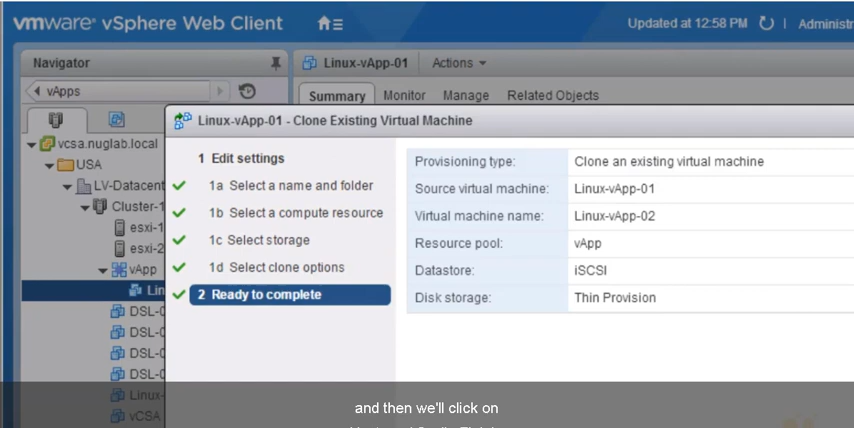 vmware® vSphere Web Client
Updated at 12:58 PM
Administr
Navigator
Linux-vApp-01 Actions
vApps
Summary Monitor Manage Related Objects
Linux-vApp-01 - Clone Existing Virtual Machine
vcsa.nuglab.local
USA
LV-Datacent
Cluster-1
esxi-1
esxi-2
vApp
Lin
DSL-0
DSL-0
DSL-0
DSL-0
Linux-
vCSA
1 Edit settings
1a Select a name and folder
1b Select a compute resource
1c Select storage
1d Select clone options
2 Ready to complete
Provisioning type: Clone an existing virtual machine
Source virtual machine: Linux-vApp-01
Virtual machine name: Linux-vApp-02
Resource pool: vApp
Datastore: iSCSI
Disk storage: Thin Provision
and then we'll click on